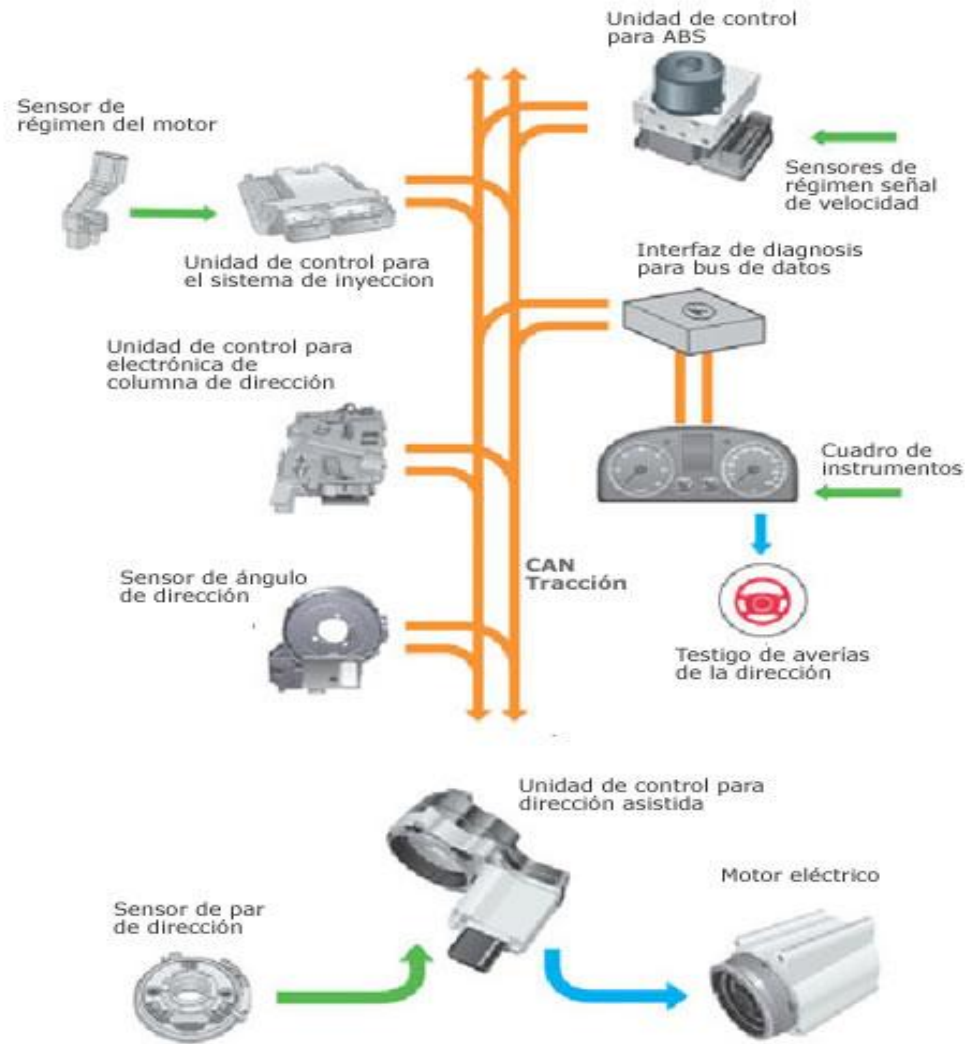 Unidad de control
para ABS
Sensor de
régimen del motor
Sensores de
régimen señal
de velocidad
Unidad de control para
el sistema de inyeccion
Interfaz de diagnosis
para bus de datos
Unidad de control para
electrónica de
columna de dirección
Cuadro de
instrumentos
CAN
Tracción
Sensor de ángulo
de dirección
Testigo de averías
de la dirección
Unidad de control para
dirección asistida
Motor eléctrico
Sensor de par
de dirección